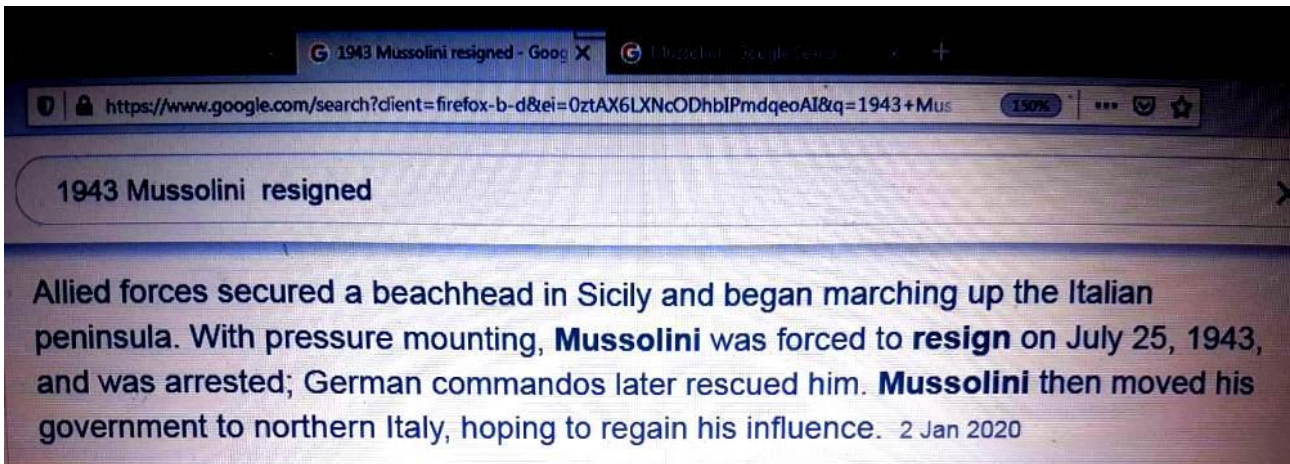 1943 Mussolini resigned - Goog
https://www.google.com/search?client=firefox-b-d&ei=0ztAX6LXNcODhbIPmdqeoAI&q=1943+Mus 150%
1943 Mussolini resigned
Allied forces secured a beachhead in Sicily and began marching up the Italian
peninsula. With pressure mounting, Mussolini was forced to resign on July 25, 1943,
and was arrested; German commandos later rescued him. Mussolini then moved his
government to northern Italy, hoping to regain his influence. 2 Jan 2020